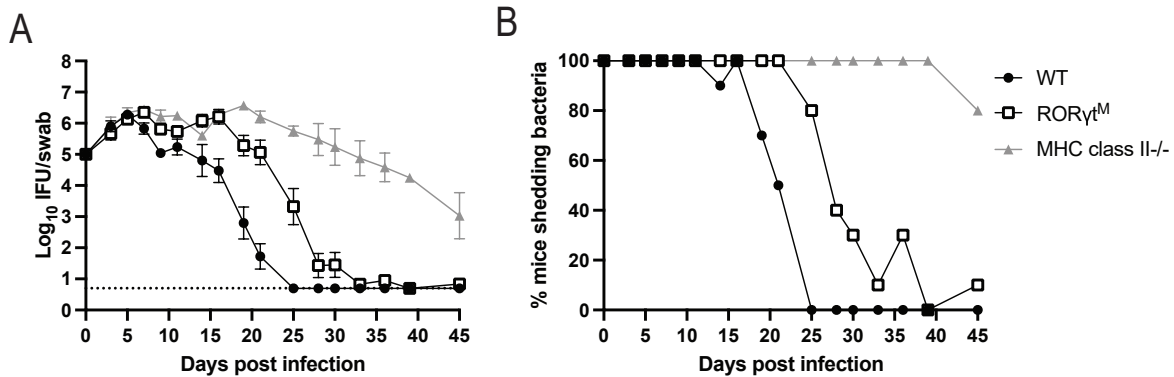 A
B
Log10 IFU/swab
8
7
6
5
4
3
2
1
0
0 5 10 15 20 25 30 35 40 45
Days post infection
% mice shedding bacteria
100
80
60
40
20
0
0 5 10 15 20 25 30 35 40 45
Days post infection
WT
RORγtM
MHC class II-/-